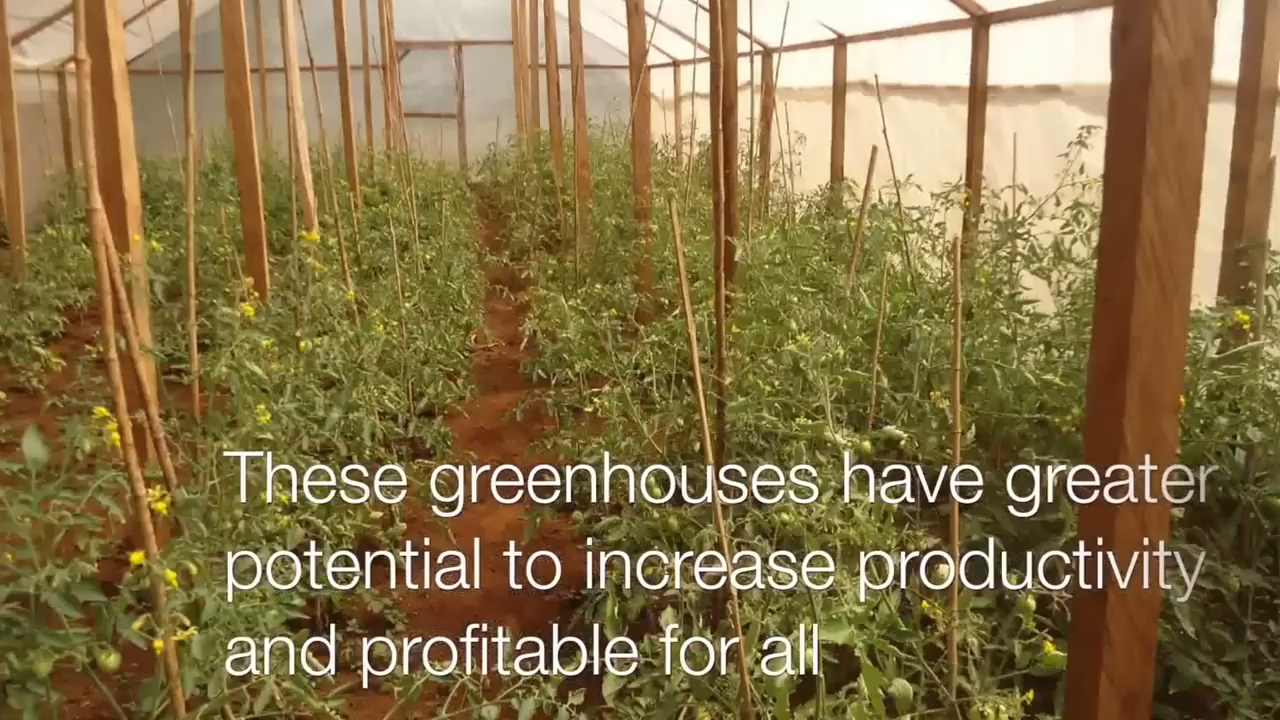 These greenhouses have greater
potential to increase productivity
and profitable for all